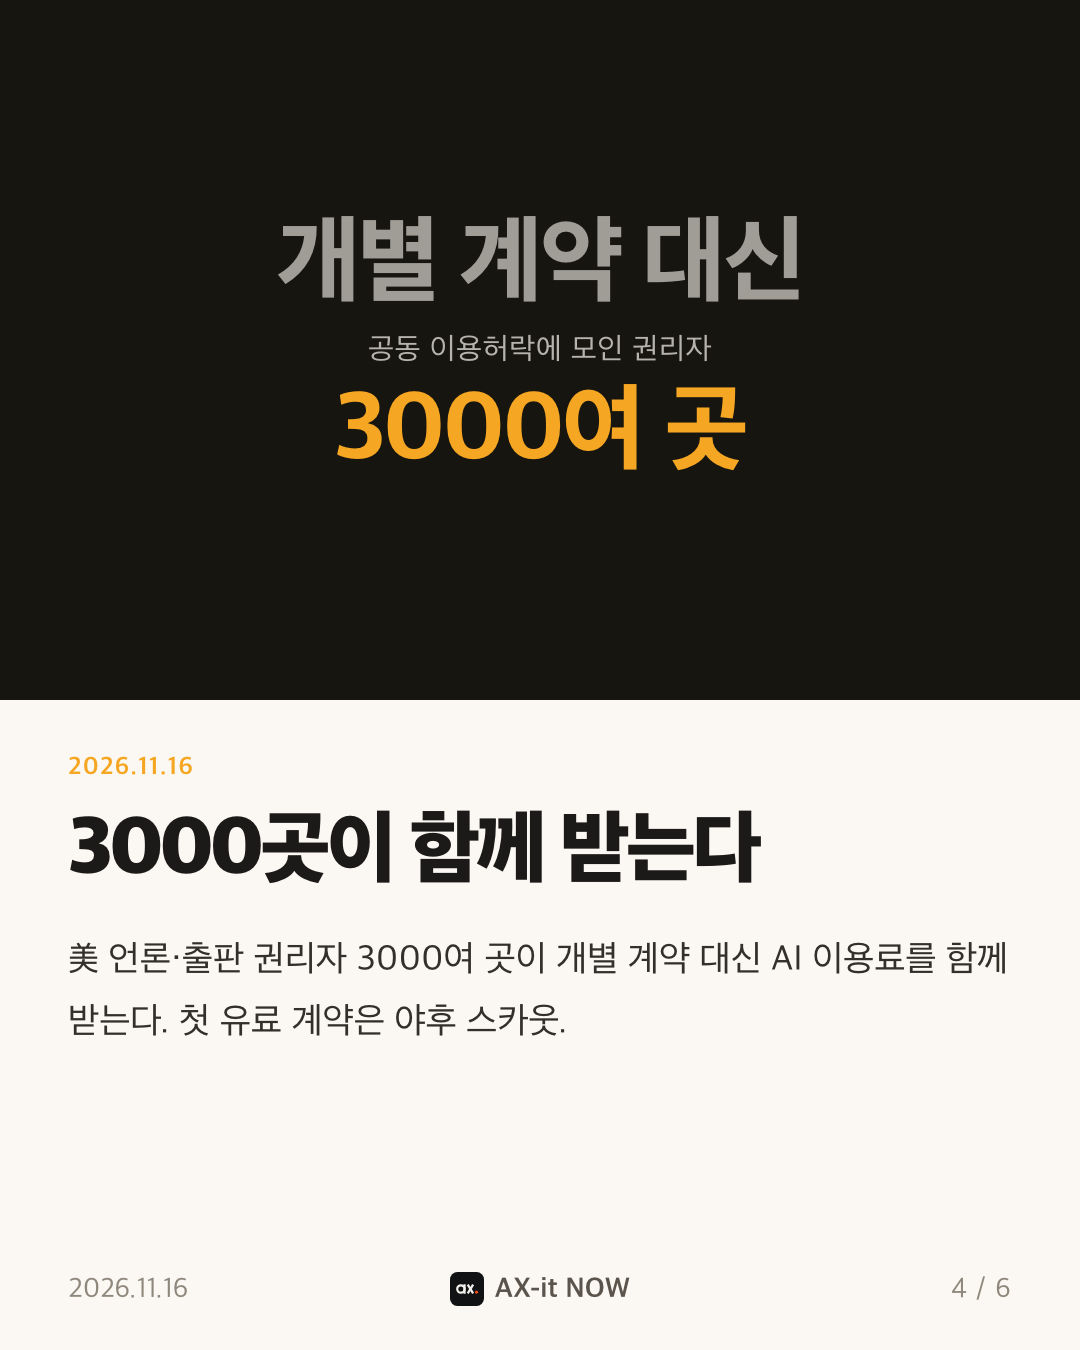 개별 계약 대신
공동 이용허락에 모인 권리자
3000여 곳
2026.11.16
3000곳이 함께 받는다
美 언론·출판 권리자 3000여 곳이 개별 계약 대신 AI 이용료를 함께
받는다. 첫 유료 계약은 야후 스카웃.
2026.11.16
ax. AX-it NOW
4 / 6